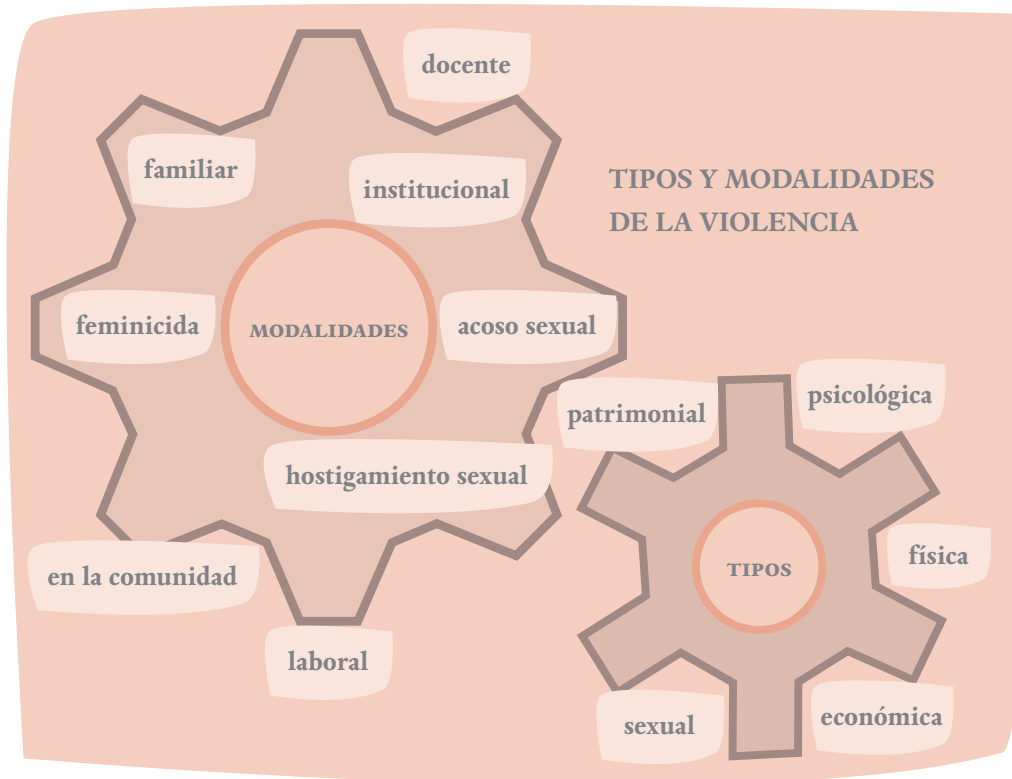 docente
familiar
institucional
TIPOS Y MODALIDADES
DE LA VIOLENCIA
feminicida
MODALIDADES
acoso sexual
patrimonial
psicológica
hostigamiento sexual
física
TIPOS
en la comunidad
laboral
sexual
económica